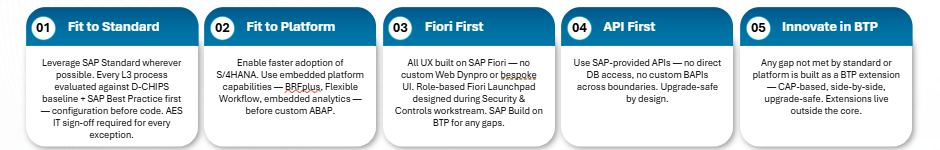 01 Fit to Standard
Leverage SAP Standard wherever
possible. Every L3 process
evaluated against D-CHIPS
baseline + SAP Best Practice first
— configuration before code. AES
IT sign-off required for every
exception.
02 Fit to Platform
Enable faster adoption of
S/4HANA. Use embedded platform
capabilities — BRFplus, Flexible
Workflow, embedded analytics —
before custom ABAP.
03 Fiori First
All UX built on SAP Fiori — no
custom Web Dynpro or bespoke
UI. Role-based Fiori Launchpad
designed during Security &
Controls workstream. SAP Build on
BTP for any gaps.
04 API First
Use SAP-provided APIs — no direct
DB access, no custom BAPIs
across boundaries. Upgrade-safe
by design.
05 Innovate in BTP
Any gap not met by standard or
platform is built as a BTP extension
— CAP-based, side-by-side,
upgrade-safe. Extensions live
outside the core.